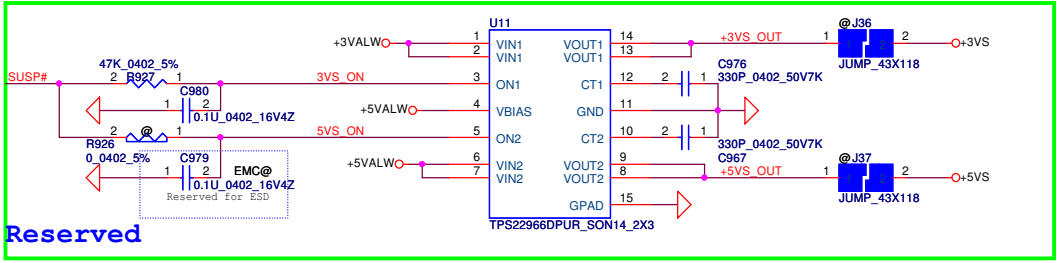 U11
@ J36
+3VALW 1 VIN1 VOUT1 14 +3VS_OUT 1 1 2 2 +3VS
2 VIN1 VOUT1 13
JUMP_43X118
47K_0402_5%
SUSP# 2 R927 1 3VS_ON 3 ON1 CT1 12 2 1 C976
330P_0402_50V7K
1 C980 2
0.1U_0402_16V4Z
+5VALW 4 VBIAS GND 11
2 @ 1 5VS_ON 5 ON2 CT2 10 2 1
R926
0_0402_5%
330P_0402_50V7K
C967
+5VALW 6 VIN2 VOUT2 9
7 VIN2 VOUT2 8 +5VS_OUT 1 1 2 2 +5VS
@ J37
JUMP_43X118
1 C979 2 EMC@
0.1U_0402_16V4Z
Reserved for ESD
GPAD 15
TPS22966DPUR_SON14_2X3
Reserved